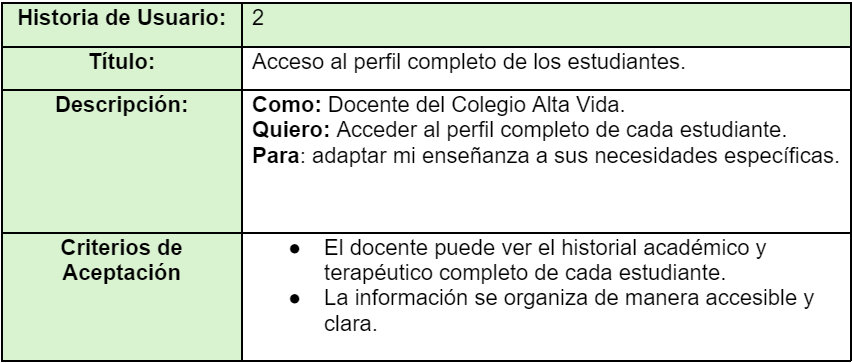 Historia de Usuario: 2
Título: Acceso al perfil completo de los estudiantes.
Descripción: Como: Docente del Colegio Alta Vida.
Quiero: Acceder al perfil completo de cada estudiante.
Para: adaptar mi enseñanza a sus necesidades específicas.
Criterios de
Aceptación
● El docente puede ver el historial académico y
terapéutico completo de cada estudiante.
● La información se organiza de manera accesible y
clara.